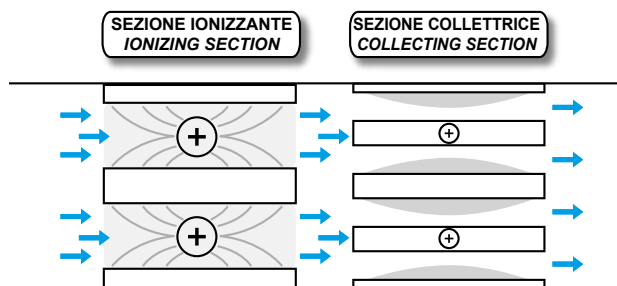 SEZIONE IONIZZANTE
IONIZING SECTION
SEZIONE COLLETTRICE
COLLECTING SECTION
+
+
+
+